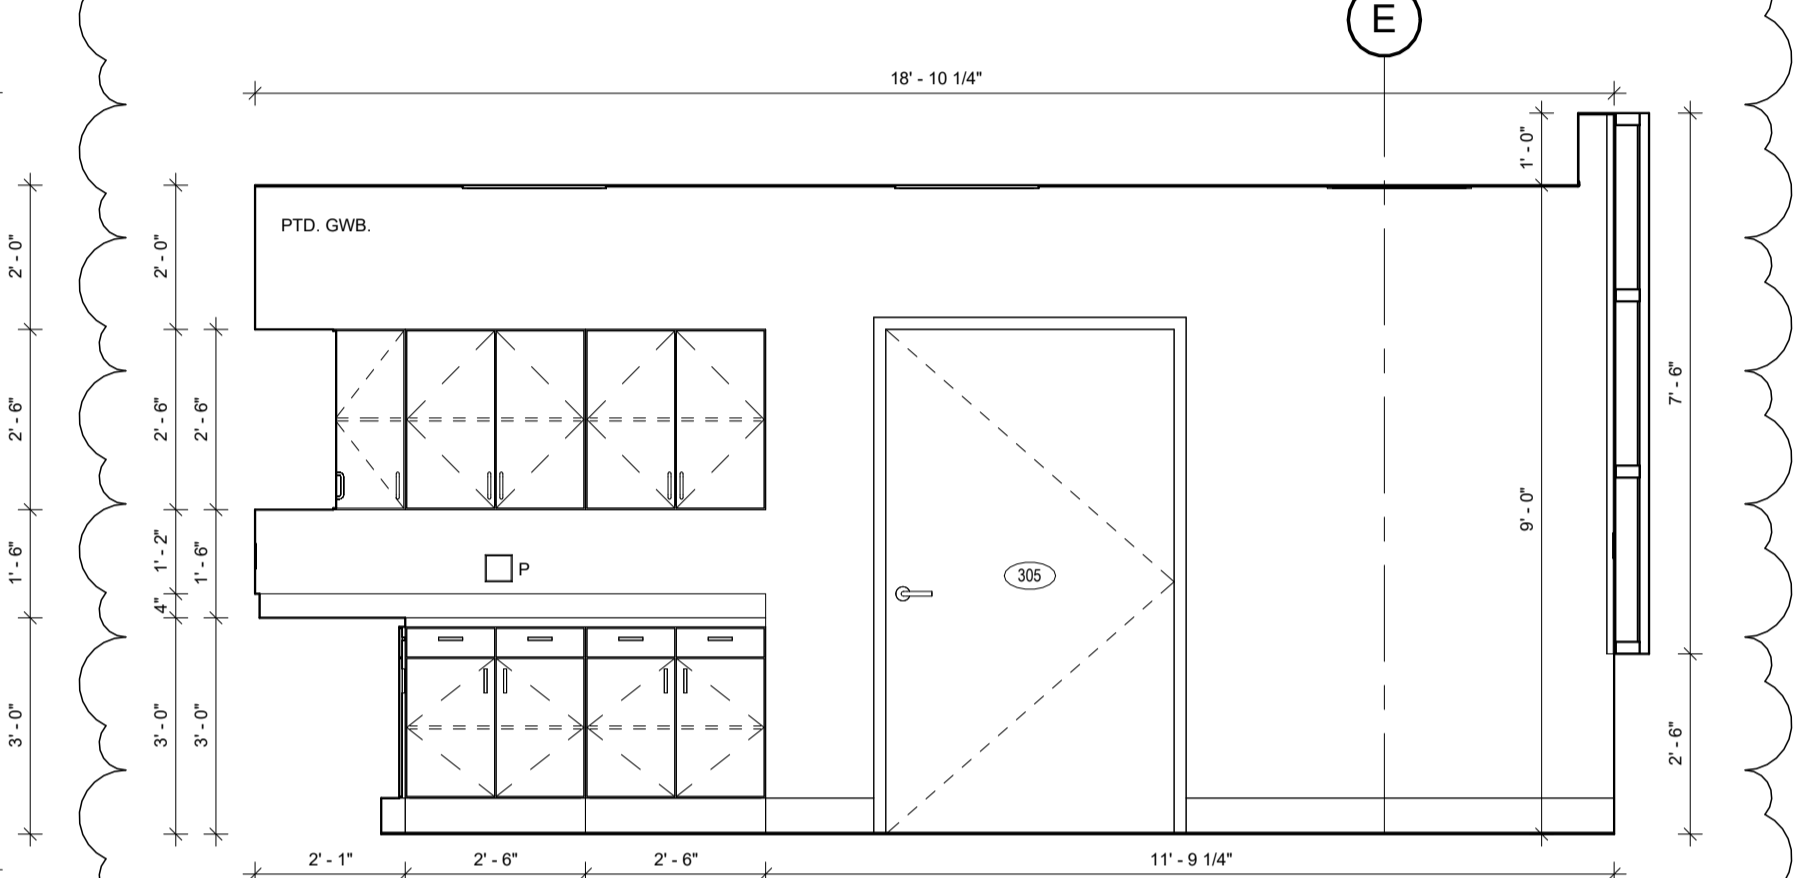 E
18' - 10 1/4"
1' - 0"
PTD. GWB.
2' - 0"
2' - 0"
2' - 6"
2' - 6"
2' - 6"
7' - 6"
9' - 0"
1' - 6"
1' - 2"
1' - 6"
4"
P
305
3' - 0"
3' - 0"
3' - 0"
2' - 6"
2' - 1"
2' - 6"
2' - 6"
11' - 9 1/4"